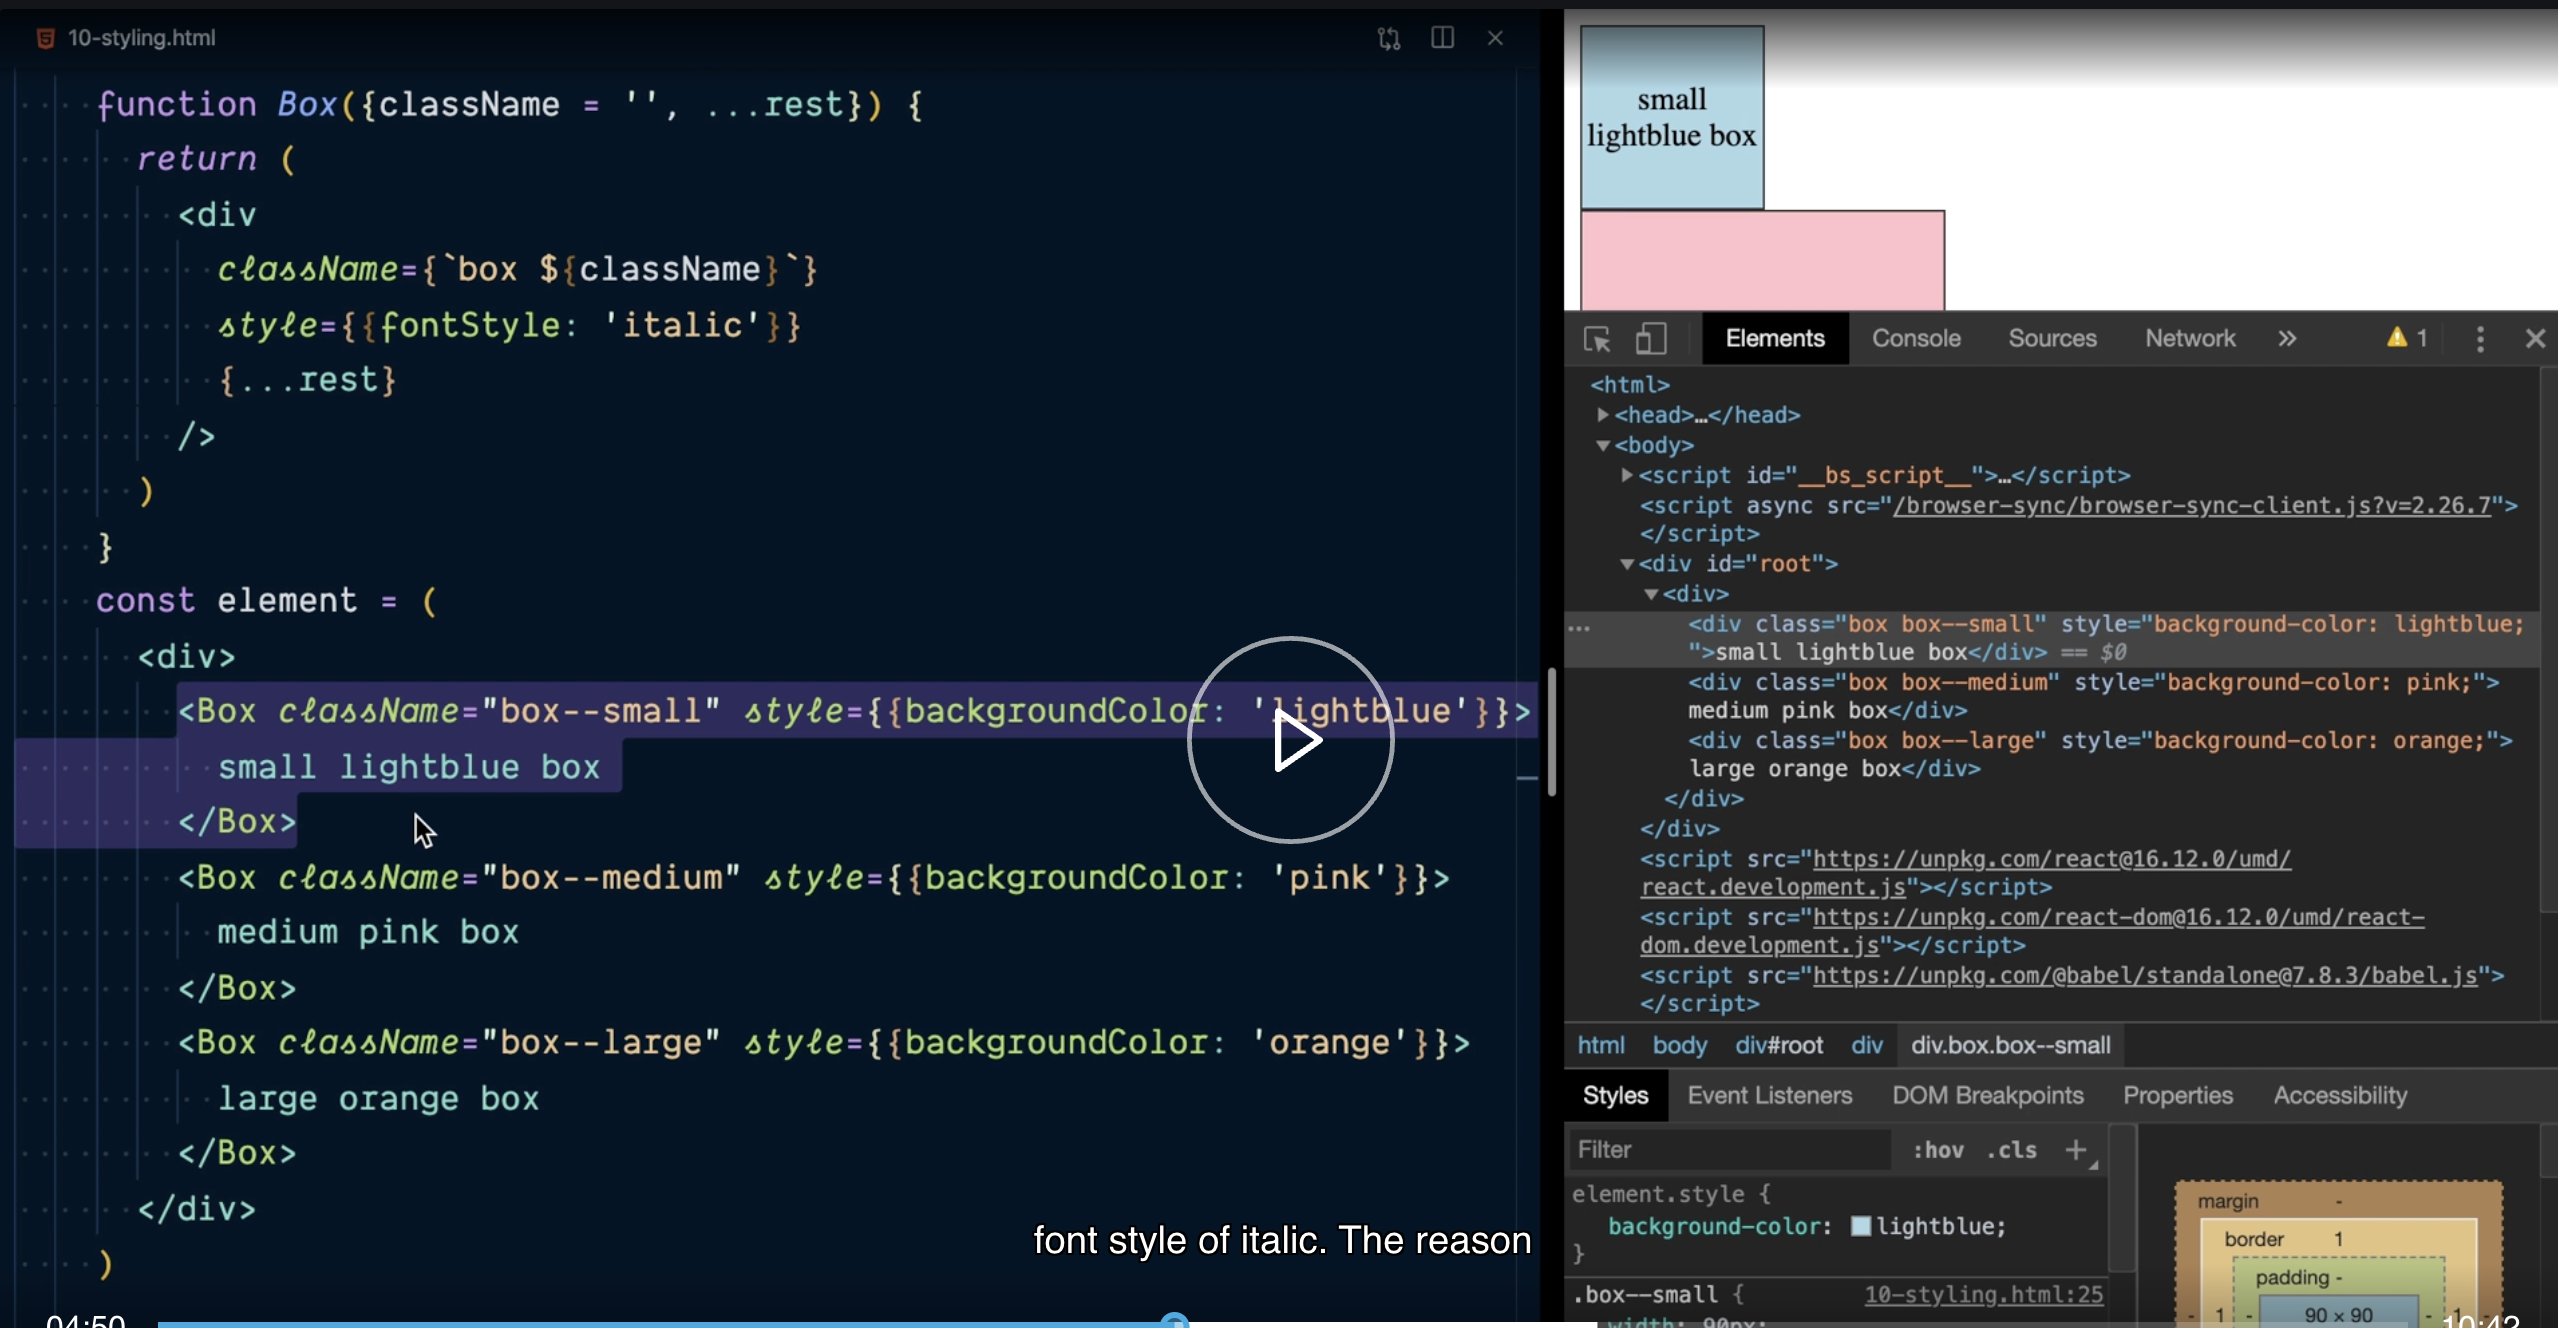 10-styling.html
function Box({className = '', ...rest}) {
return (
<div
className={`box ${className}`}
style={{fontStyle: 'italic'}}
{...rest}
/>
)
}
const element = (
<div>
<Box className="box--small" style={{backgroundColor: 'lightblue'}}>
small lightblue box
</Box>
<Box className="box--medium" style={{backgroundColor: 'pink'}}>
medium pink box
</Box>
<Box className="box--large" style={{backgroundColor: 'orange'}}>
large orange box
</Box>
</div>
)
font style of italic. The reason
04:50
small
lightblue box
Elements Console Sources Network » 1
<html>
<head>…</head>
<body>
<script id="__bs_script__">…</script>
<script async src="/browser-sync/browser-sync-client.js?v=2.26.7">
</script>
<div id="root">
<div>
<div class="box box--small" style="background-color: lightblue;
">small lightblue box</div> == $0
<div class="box box--medium" style="background-color: pink;">
medium pink box</div>
<div class="box box--large" style="background-color: orange;">
large orange box</div>
</div>
</div>
<script src="https://unpkg.com/react@16.12.0/umd/
react.development.js"></script>
<script src="https://unpkg.com/react-dom@16.12.0/umd/react-
dom.development.js"></script>
<script src="https://unpkg.com/@babel/standalone@7.8.3/babel.js">
</script>
html body div#root div div.box.box--small
Styles Event Listeners DOM Breakpoints Properties Accessibility
Filter :hov .cls +
element.style {
background-color: lightblue;
}
.box--small { 10-styling.html:25
width: 90px;
margin -
border 1
padding -
- 1 - 90 × 90 - 1 -
10:42